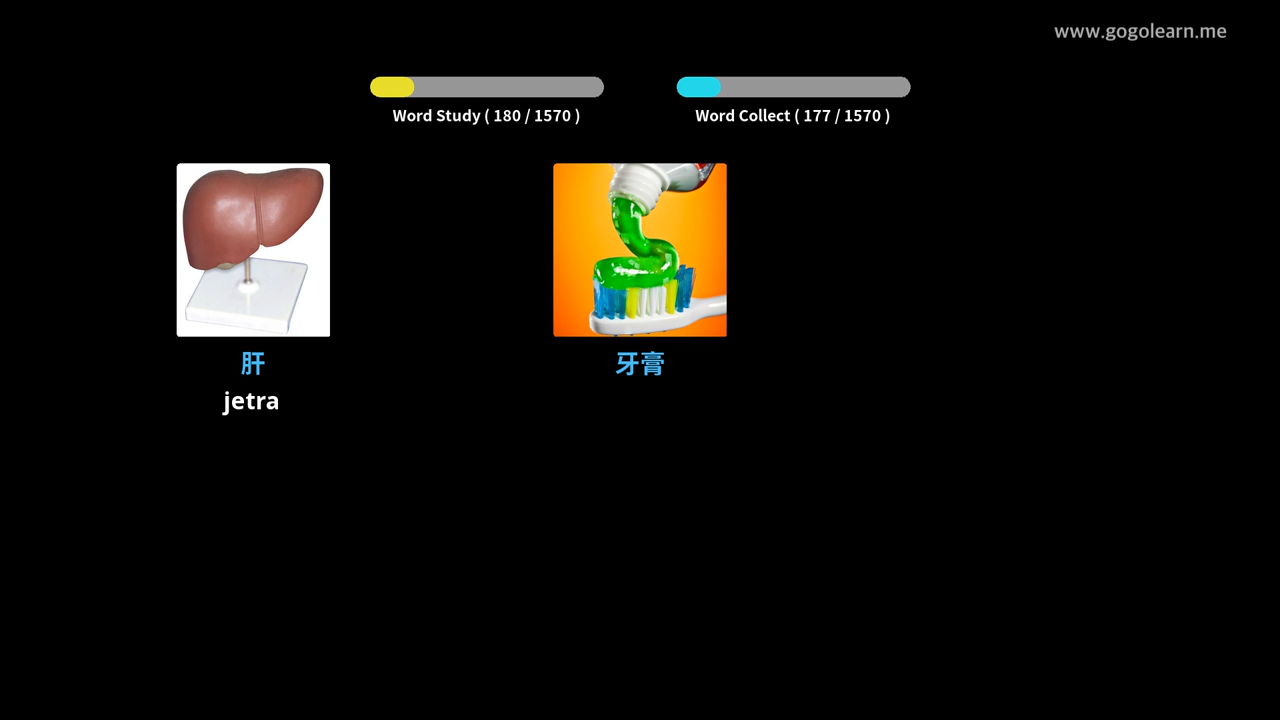 www.gogolearn.me
Word Study ( 180 / 1570 )
Word Collect ( 177 / 1570 )
肝
牙膏
jetra